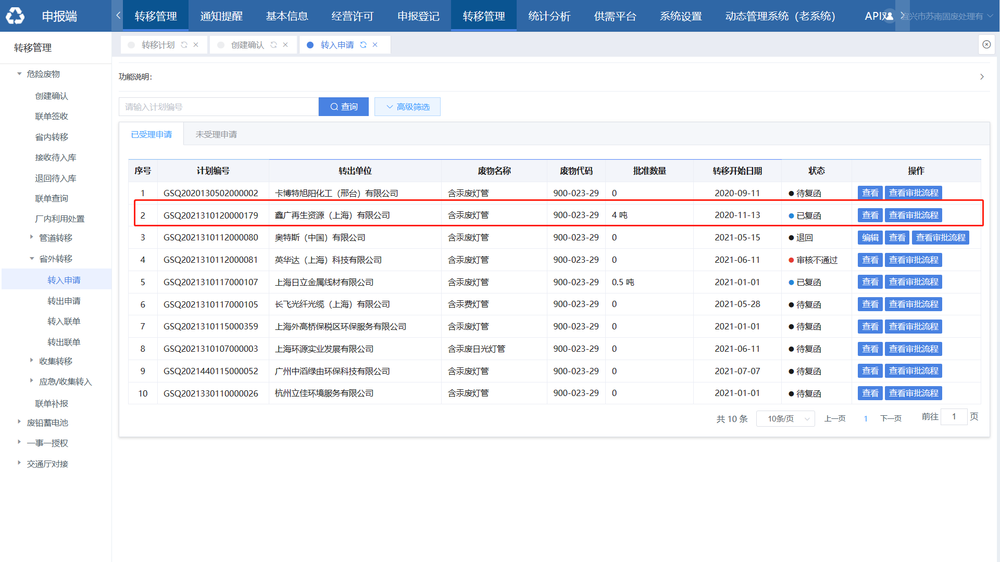 申报端
转移管理 通知提醒 基本信息 经营许可 申报登记 转移管理 统计分析 供需平台 系统设置 动态管理系统（老系统）
兴市苏南固废处理有
转移管理
危险废物
创建确认
联单签收
省内转移
接收待入库
退回待入库
联单查询
厂内利用处置
管道转移
省外转移
转入申请
转出申请
转入联单
转出联单
收集转移
应急/收集转入
联单补报
废铅蓄电池
一事一授权
交通厅对接
转移计划 创建确认 转入申请
功能说明：
请输入计划编号 查询 高级筛选
已受理申请 未受理申请
序号 计划编号 转出单位 废物名称 废物代码 批准数量 转移开始日期 状态 操作
1 GSQ2020130502000002 卡博特旭阳化工（邢台）有限公司 含汞废灯管 900-023-29 0 2020-09-11 待复函 查看 查看审批流程
2 GSQ2021310120000179 鑫广再生资源（上海）有限公司 含汞废灯管 900-023-29 4 吨 2020-11-13 已复函 查看 查看审批流程
3 GSQ2021310112000080 奥特斯（中国）有限公司 含汞废灯管 900-023-29 0 2021-05-15 退回 编辑 查看 查看审批流程
4 GSQ2021310112000081 英华达（上海）科技有限公司 含汞废灯管 900-023-29 0 2021-06-11 审核不通过 查看 查看审批流程
5 GSQ2021310117000107 上海日立金属线材有限公司 含汞废灯管 900-023-29 0.5 吨 2021-01-01 已复函 查看 查看审批流程
6 GSQ2021310117000105 长飞光纤光缆（上海）有限公司 含汞费灯管 900-023-29 0 2021-05-28 待复函 查看 查看审批流程
7 GSQ2021310115000359 上海外高桥保税区环保服务有限公司 含汞废灯管 900-023-29 0 2021-01-01 待复函 查看 查看审批流程
8 GSQ2021310107000003 上海环源实业发展有限公司 含汞废日光灯管 900-023-29 0 2021-06-11 待复函 查看 查看审批流程
9 GSQ2021440115000052 广州中滔绿由环保科技有限公司 含汞废灯管 900-023-29 0 2021-07-07 待复函 查看 查看审批流程
10 GSQ2021330110000026 杭州立佳环境服务有限公司 含汞废灯管 900-023-29 0 2021-01-01 待复函 查看 查看审批流程
共 10 条 10条/页 上一页 1 下一页 前往 1 页